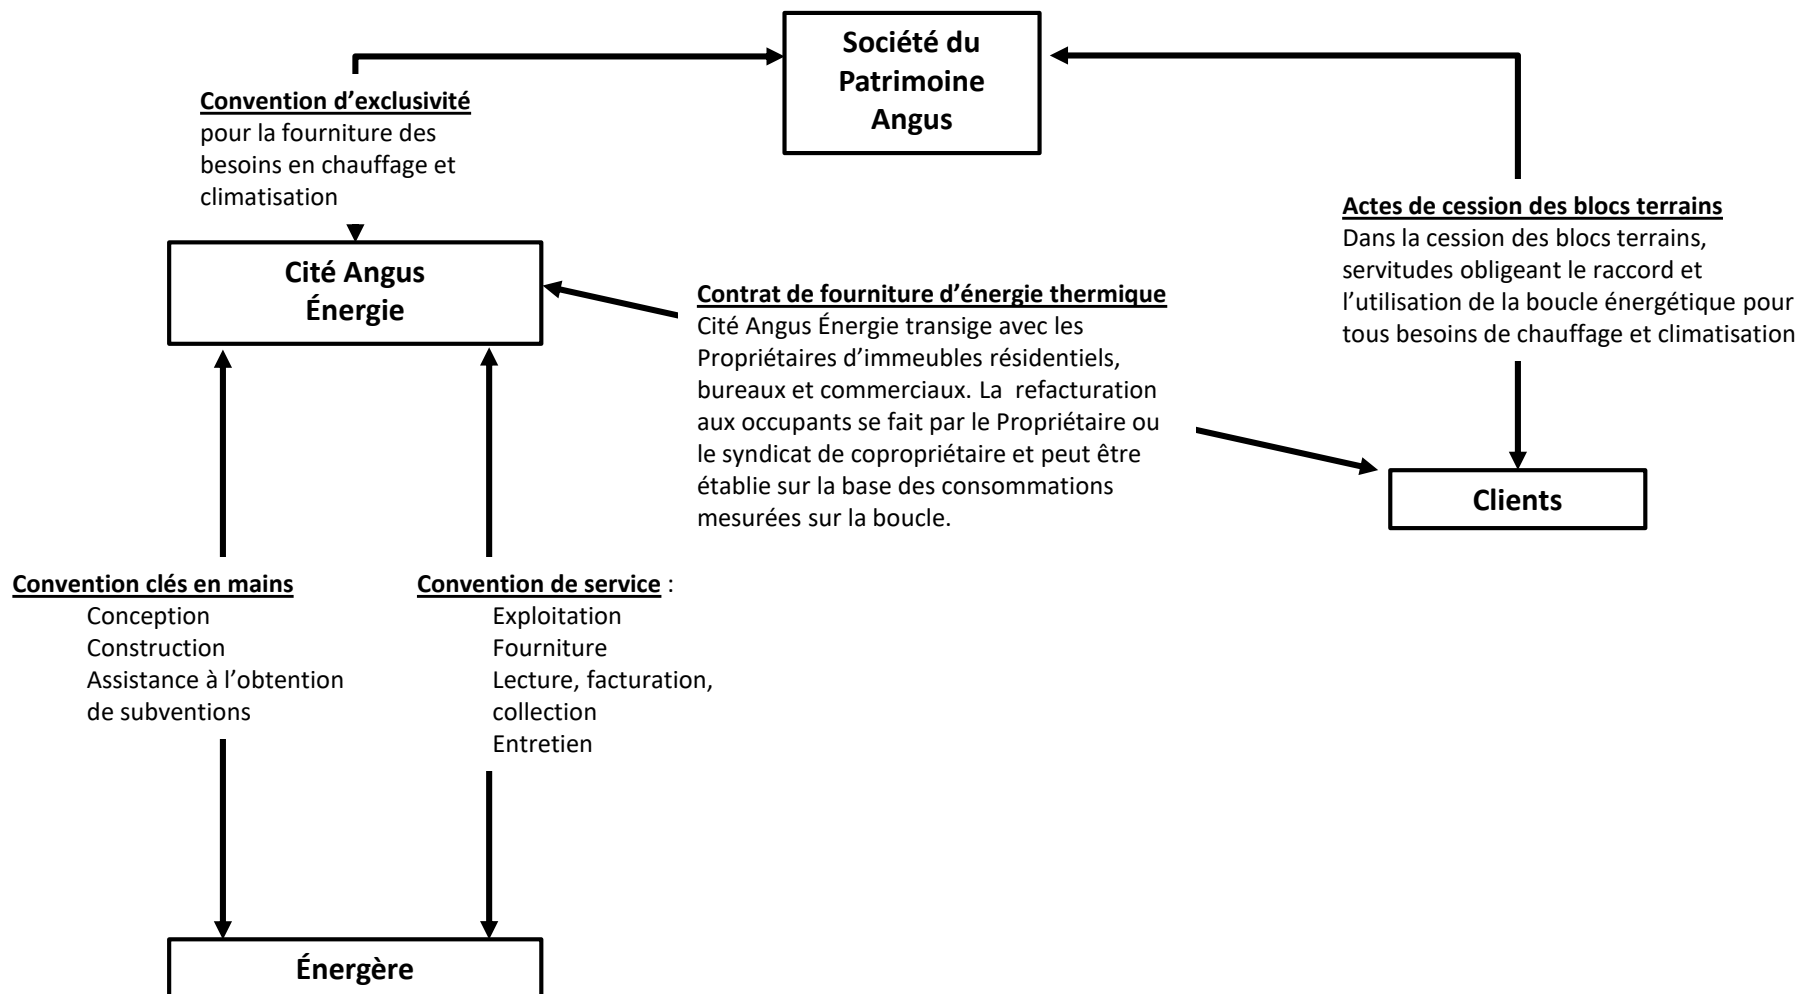 Société du
Patrimoine
Angus
Convention d’exclusivité
pour la fourniture des
besoins en chauffage et
climatisation
Actes de cession des blocs terrains
Dans la cession des blocs terrains,
servitudes obligeant le raccord et
l’utilisation de la boucle énergétique pour
tous besoins de chauffage et climatisation
Cité Angus
Énergie
Contrat de fourniture d’énergie thermique
Cité Angus Énergie transige avec les
Propriétaires d’immeubles résidentiels,
bureaux et commerciaux. La  refacturation
aux occupants se fait par le Propriétaire ou
le syndicat de copropriétaire et peut être
établie sur la base des consommations
mesurées sur la boucle.
Clients
Convention clés en mains
Conception
Construction
Assistance à l’obtention
de subventions
Convention de service :
Exploitation
Fourniture
Lecture, facturation,
collection
Entretien
Énergère